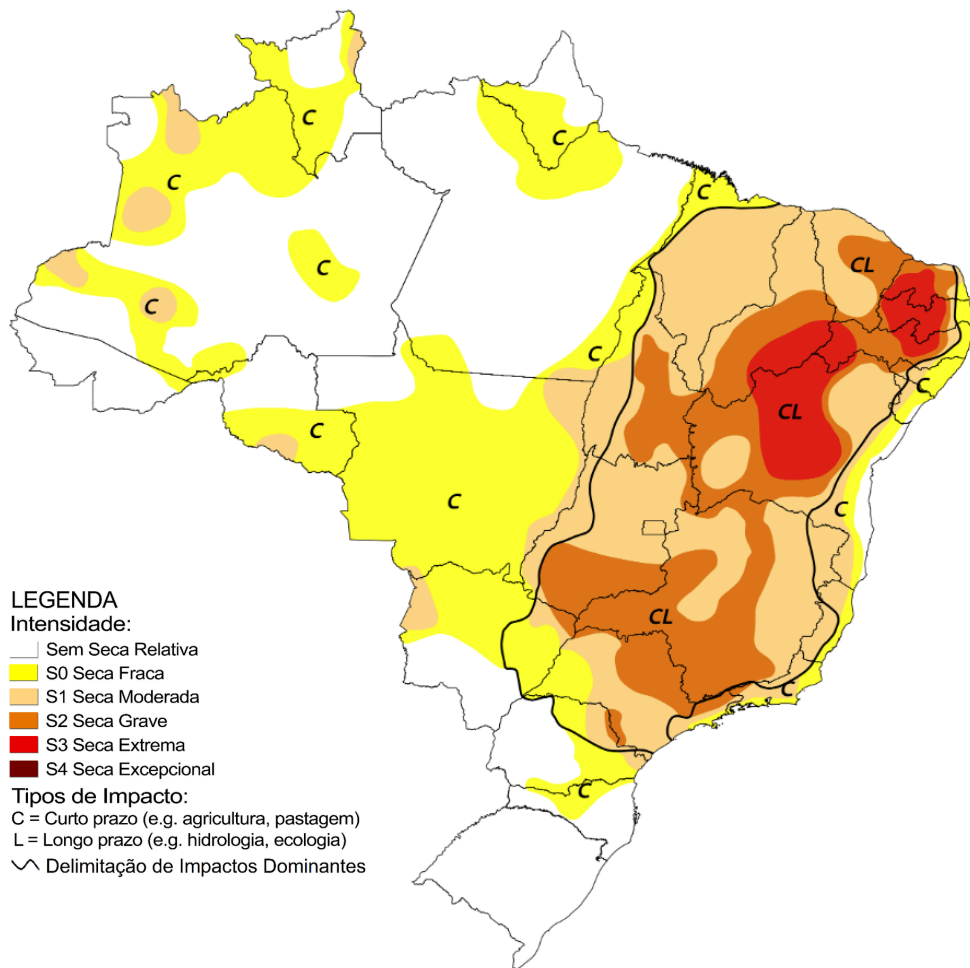 C
C
C
C
C
CL
C
C
C
C
CL
C
C
C
CL
C
C
LEGENDA
Intensidade:
Sem Seca Relativa
S0 Seca Fraca
S1 Seca Moderada
S2 Seca Grave
S3 Seca Extrema
S4 Seca Excepcional
Tipos de Impacto:
C = Curto prazo (e.g. agricultura, pastagem)
L = Longo prazo (e.g. hidrologia, ecologia)
Delimitação de Impactos Dominantes